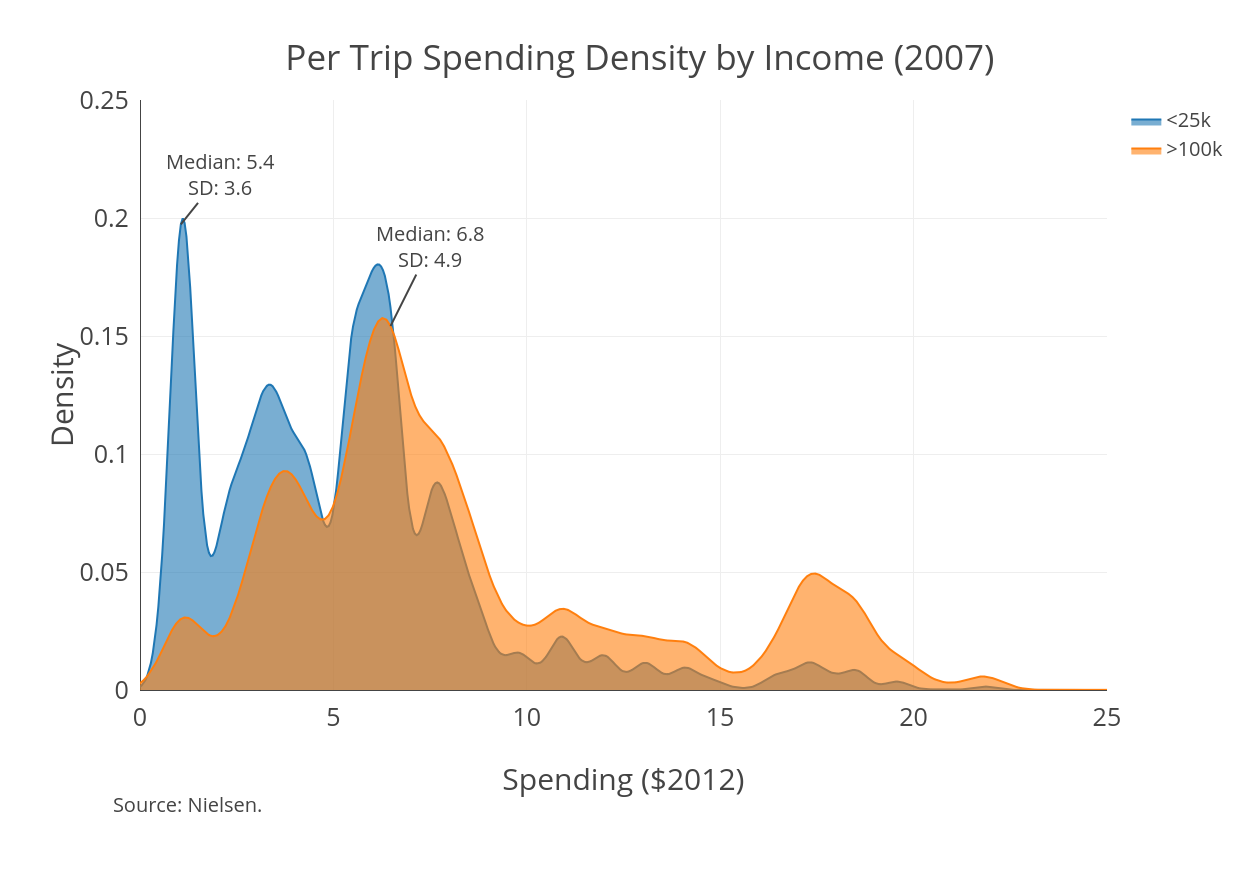 Per Trip Spending Density by Income (2007)
<25k
>100k
Median: 5.4
SD: 3.6
Median: 6.8
SD: 4.9
Density
0.25
0.2
0.15
0.1
0.05
0
0 5 10 15 20 25
Spending ($2012)
Source: Nielsen.